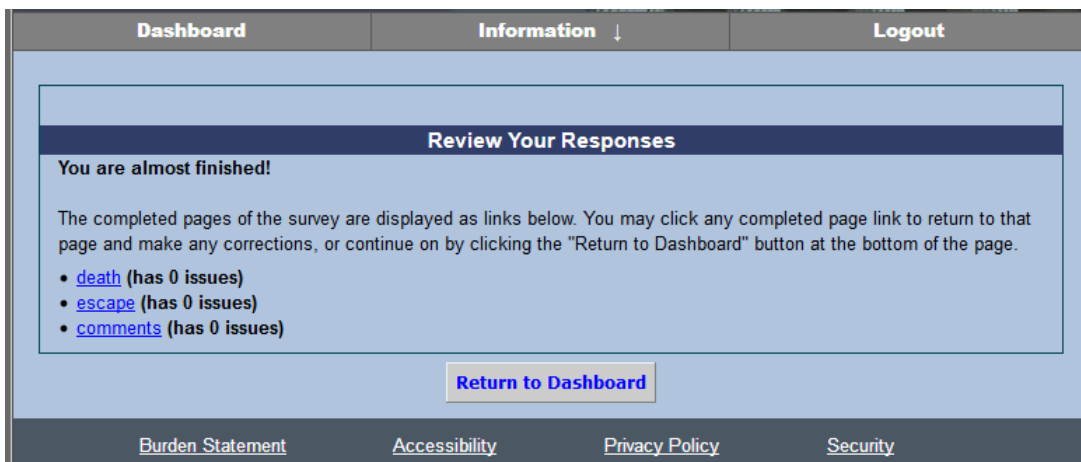 Dashboard
Information ↓
Logout
Review Your Responses
You are almost finished!
The completed pages of the survey are displayed as links below. You may click any completed page link to return to that
page and make any corrections, or continue on by clicking the "Return to Dashboard" button at the bottom of the page.
• death (has 0 issues)
• escape (has 0 issues)
• comments (has 0 issues)
Return to Dashboard
Burden Statement
Accessibility
Privacy Policy
Security